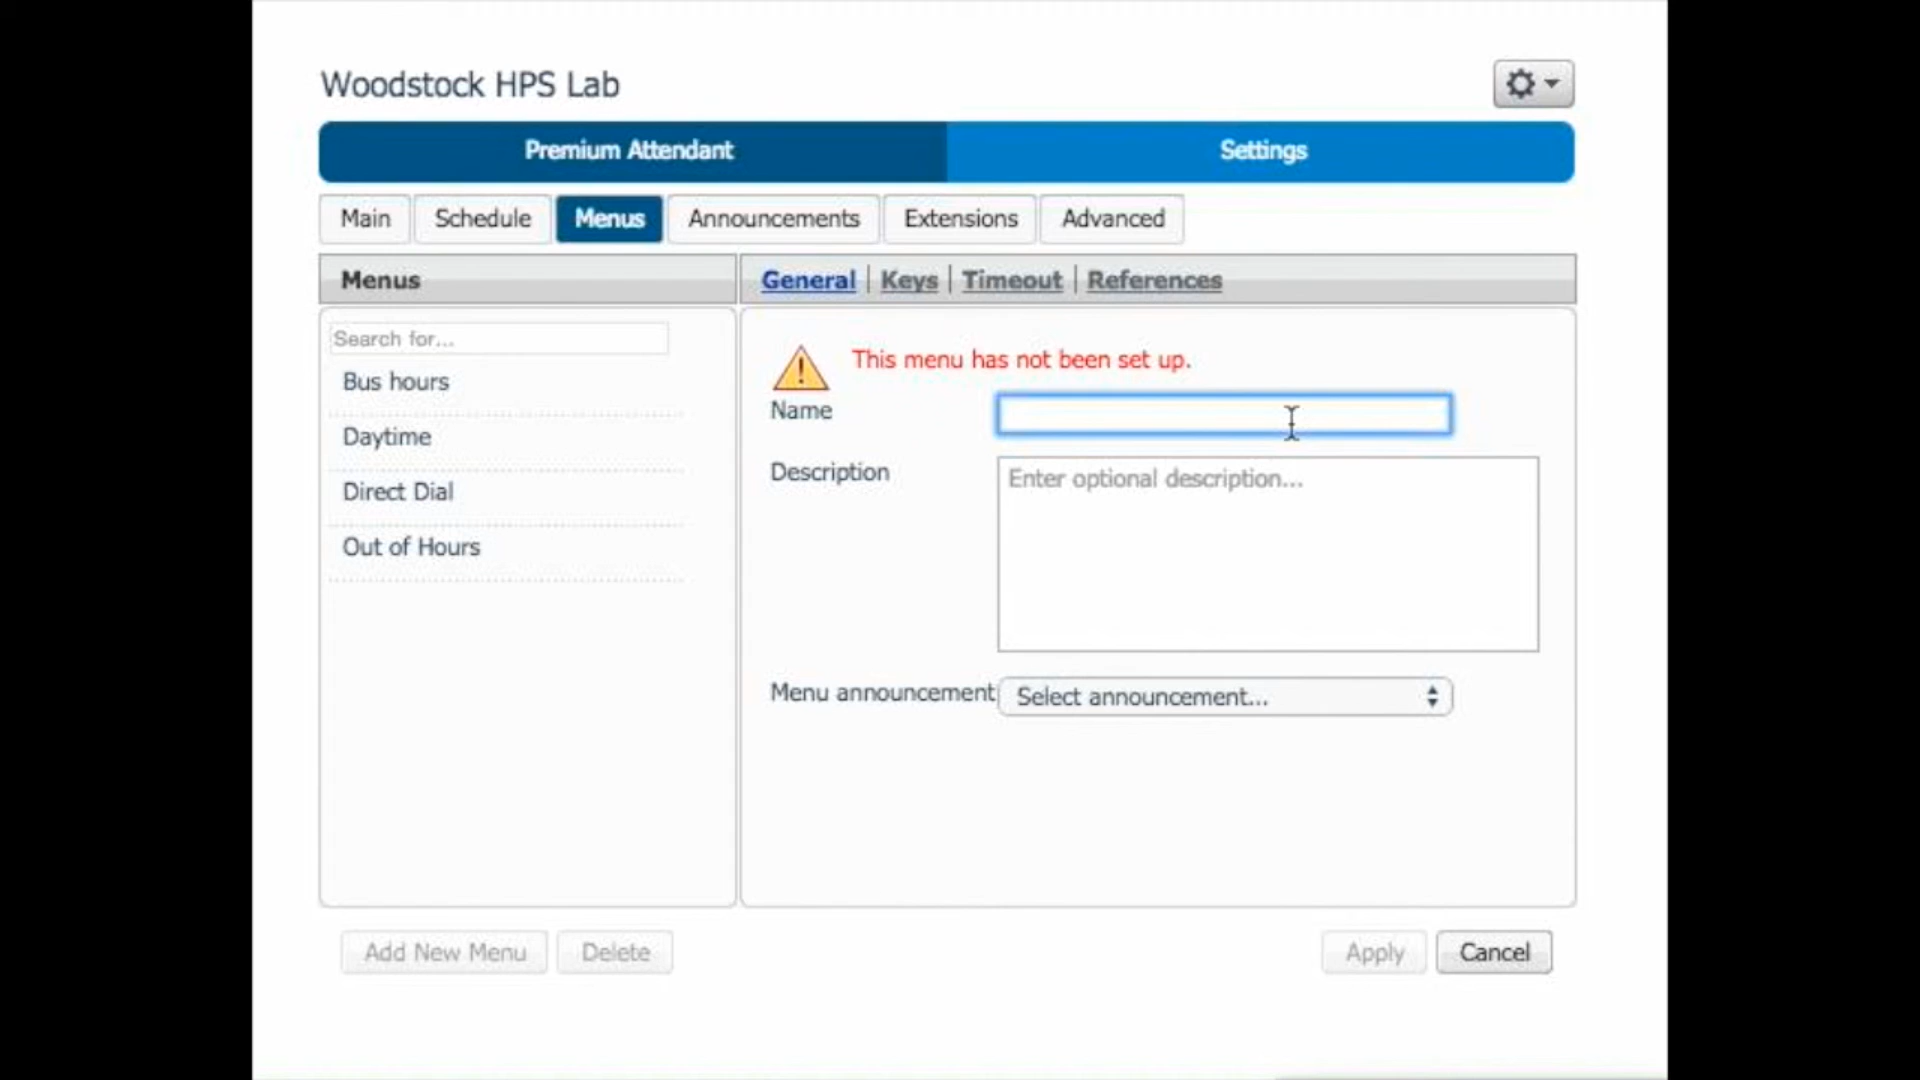 Woodstock HPS Lab
Premium Attendant
Settings
Main
Schedule
Menus
Announcements
Extensions
Advanced
Menus
General | Keys | Timeout | References
Search for...
Bus hours
Daytime
Direct Dial
Out of Hours
This menu has not been set up.
Name
Description
Enter optional description...
Menu announcement
Select announcement...
Add New Menu
Delete
Apply
Cancel